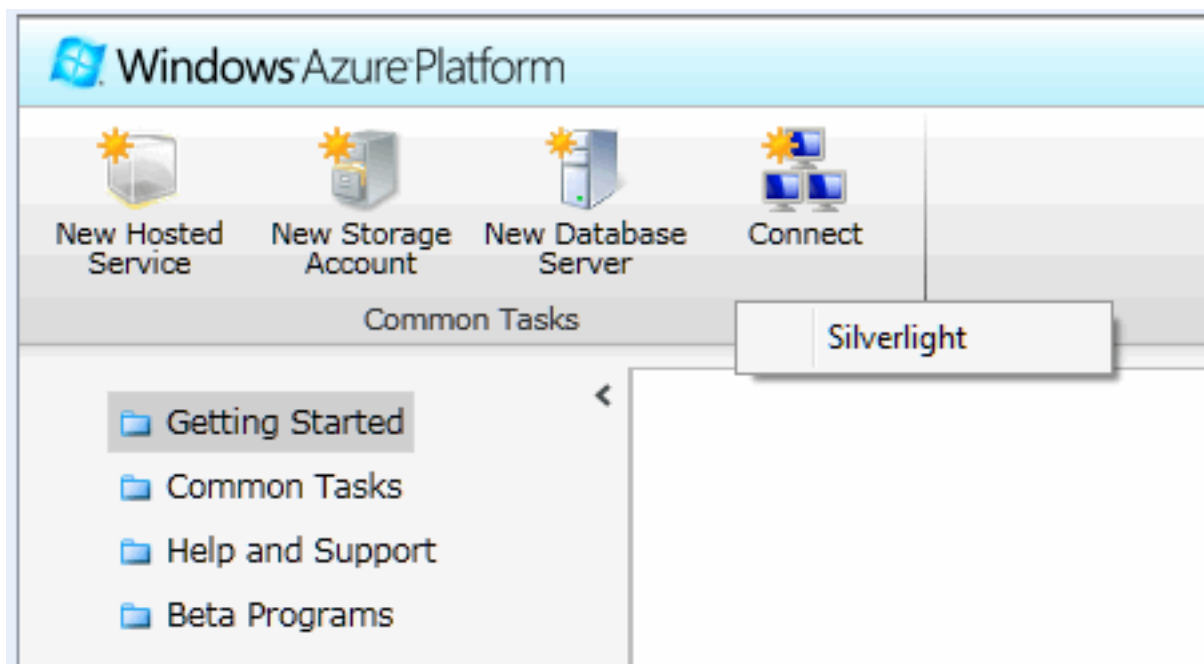 Windows Azure Platform
New Hosted Service
New Storage Account
New Database Server
Connect
Common Tasks
Silverlight
Getting Started
Common Tasks
Help and Support
Beta Programs